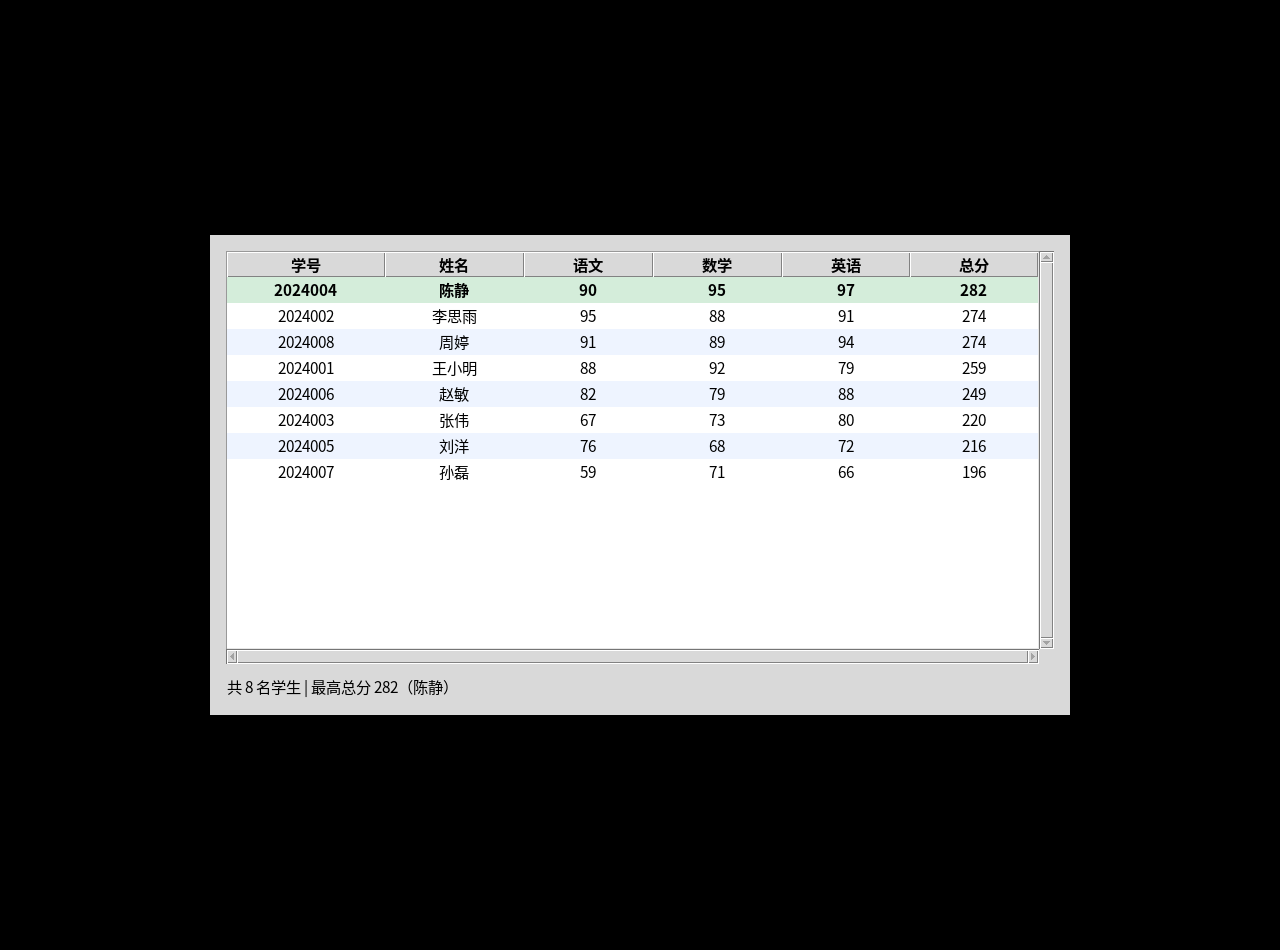 学号 姓名 语文 数学 英语 总分
2024004 陈静 90 95 97 282
2024002 李思雨 95 88 91 274
2024008 周婷 91 89 94 274
2024001 王小明 88 92 79 259
2024006 赵敏 82 79 88 249
2024003 张伟 67 73 80 220
2024005 刘洋 76 68 72 216
2024007 孙磊 59 71 66 196
共 8 名学生 | 最高总分 282（陈静）